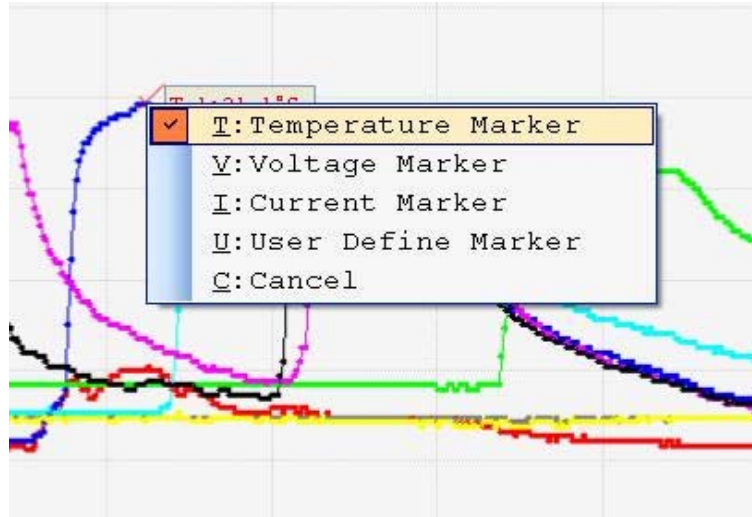 T:Temperature Marker
V:Voltage Marker
I:Current Marker
U:User Define Marker
C:Cancel